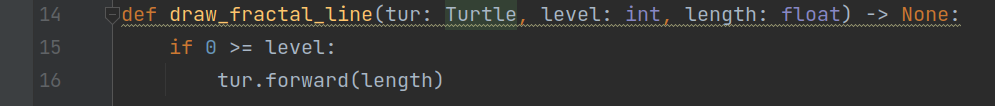 14 def draw_fractal_line(tur: Turtle, level: int, length: float) -> None:
15     if 0 >= level:
16         tur.forward(length)